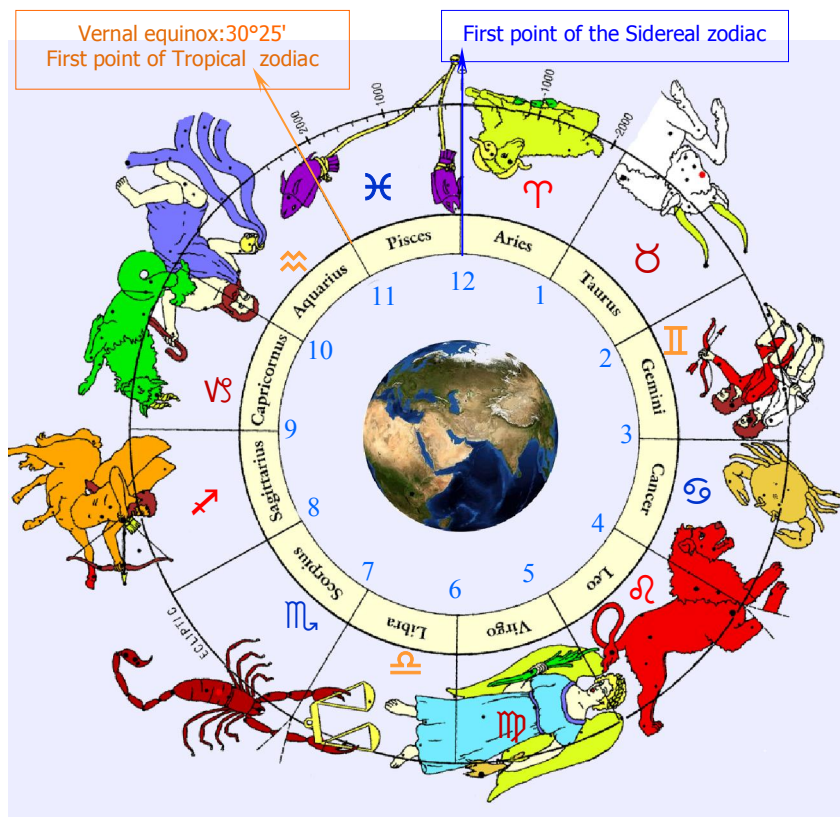 Vernal equinox:30°25'
First point of Tropical zodiac
First point of the Sidereal zodiac
2000
1000
-1000
-2000
♓
♈
♉
♊
♋
♌
♍
♎
♏
♐
♑
♒
Pisces
Aries
Taurus
Gemini
Cancer
Leo
Virgo
Libra
Scorpius
Sagittarius
Capricornus
Aquarius
12
1
2
3
4
5
6
7
8
9
10
11
ECLIPTIC